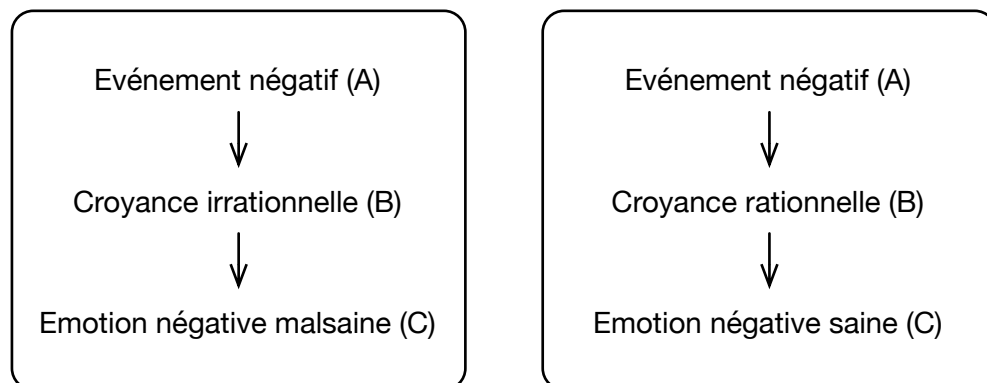 Evénement négatif (A)
Croyance irrationnelle (B)
Emotion négative malsaine (C)
Evénement négatif (A)
Croyance rationnelle (B)
Emotion négative saine (C)